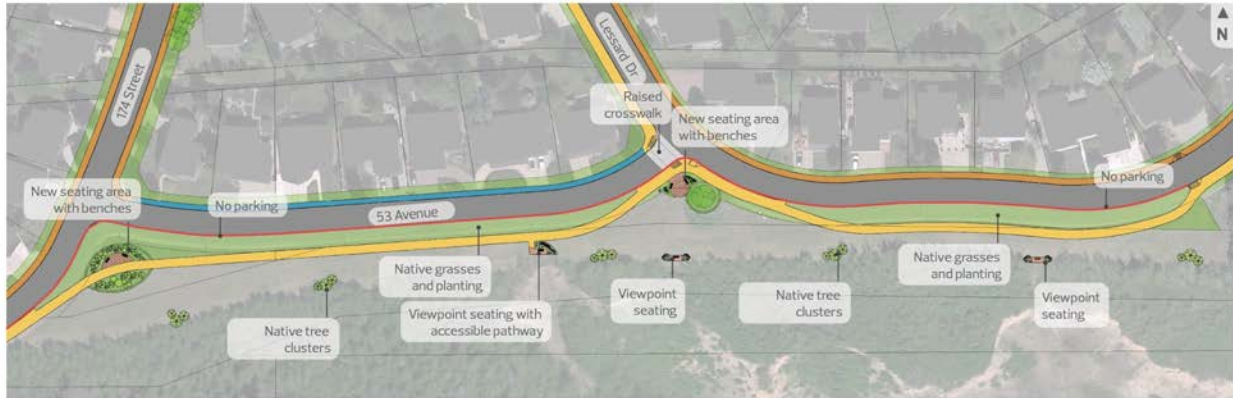 N
174 Street
Lessard Dr
Raised
crosswalk
New seating area
with benches
New seating area
with benches
No parking
53 Avenue
No parking
Native grasses
and planting
Native grasses
and planting
Viewpoint seating with
accessible pathway
Viewpoint
seating
Viewpoint
seating
Native tree
clusters
Native tree
clusters